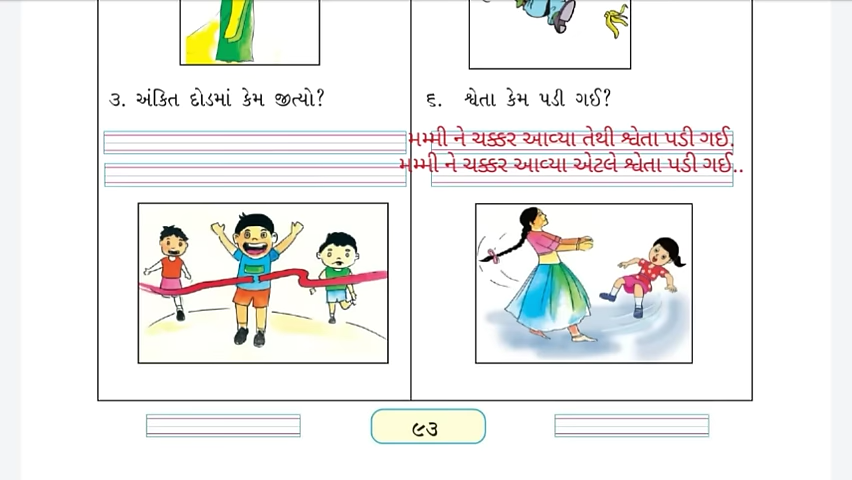 ૩. અંકિત દોડમાં કેમ જીત્યો?
૬. શ્વેતા કેમ પડી ગઈ?
મમ્મી ને ચક્કર આવ્યા તેથી શ્વેતા પડી ગઈ.
મમ્મી ને ચક્કર આવ્યા એટલે શ્વેતા પડી ગઈ..
૯૩